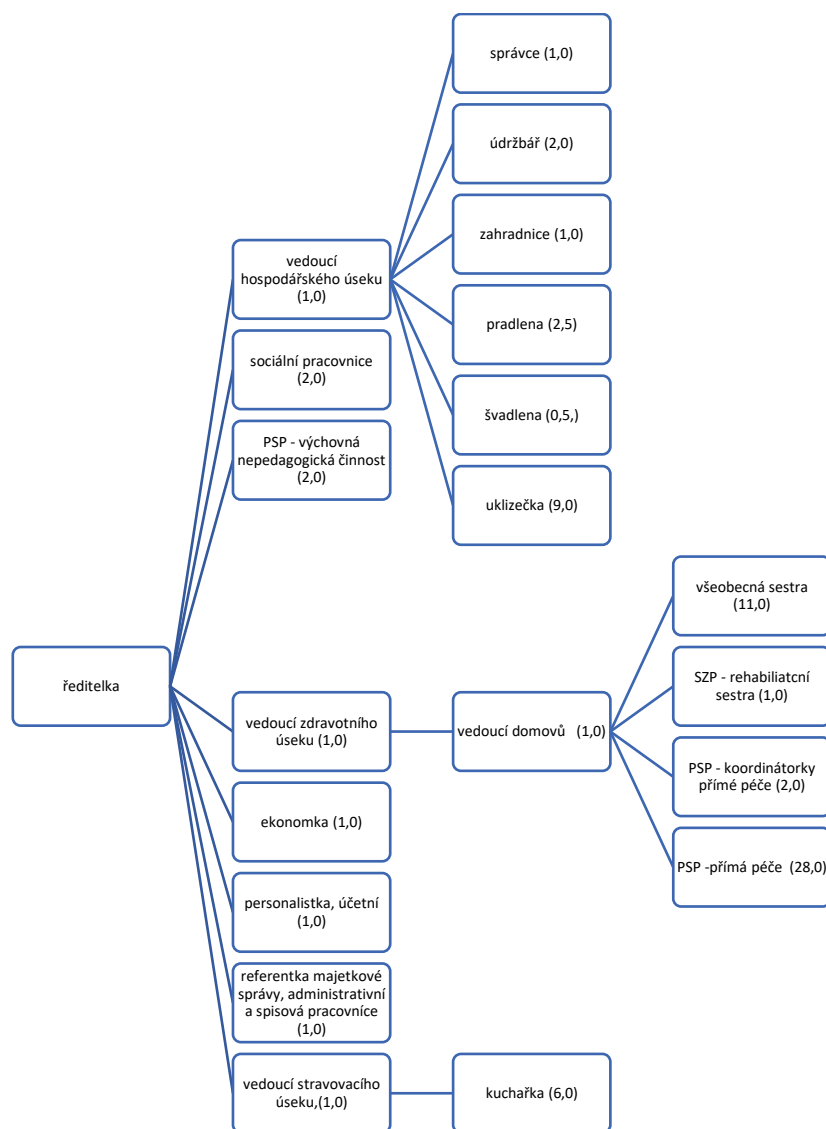 správce (1,0)
údržbář (2,0)
zahradnice (1,0)
vedoucí
hospodářského úseku
(1,0)
pradlena (2,5)
sociální pracovnice
(2,0)
švadlena (0,5,)
PSP - výchovná
nepedagogická činnost
(2,0)
uklizečka (9,0)
všeobecná sestra
(11,0)
ředitelka
SZP - rehabiliatcní
sestra (1,0)
vedoucí zdravotního
úseku (1,0)
vedoucí domovů (1,0)
PSP - koordinátorky
přímé péče (2,0)
ekonomka (1,0)
PSP -přímá péče (28,0)
personalistka, účetní
(1,0)
referentka majetkové
správy, administrativní
a spisová pracovníce
(1,0)
vedoucí stravovacího
úseku,(1,0)
kuchařka (6,0)